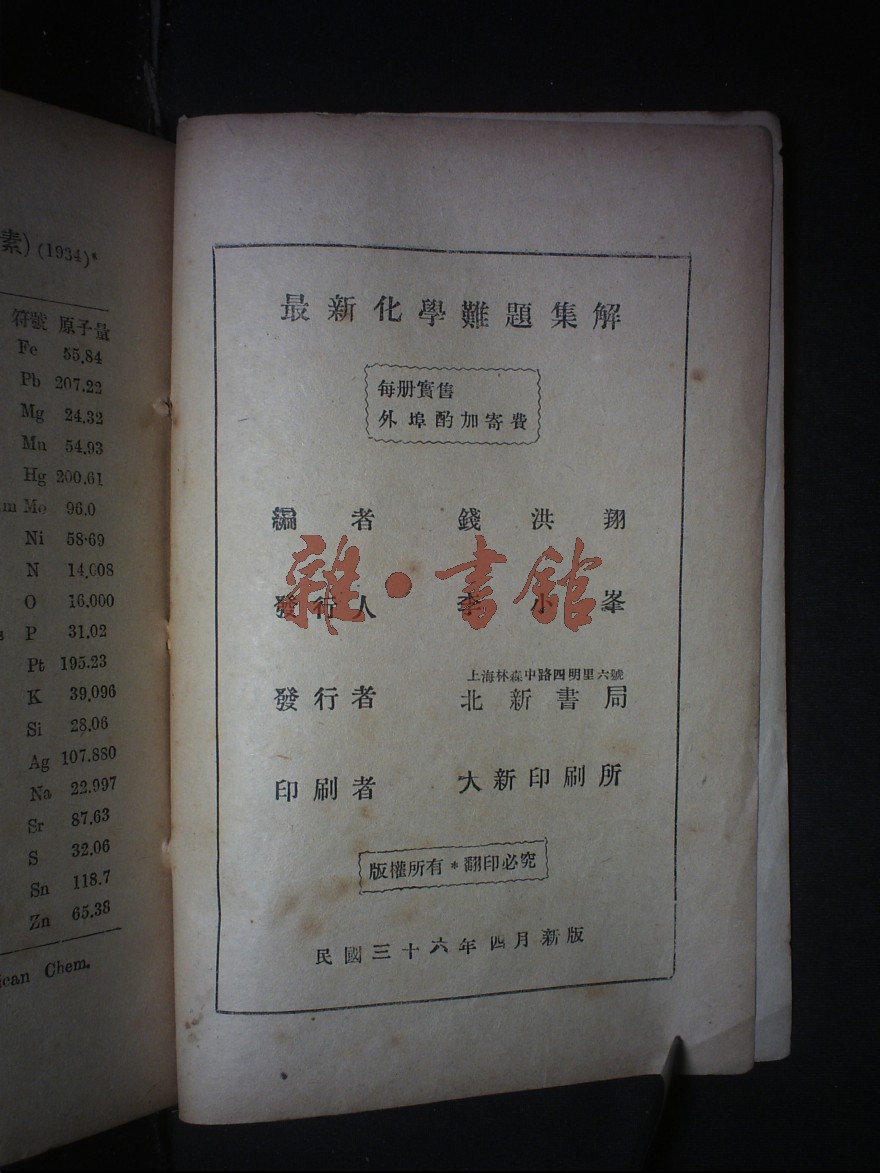 素) (1934)*
符號 原子量
Fe 55.84
Pb 207.22
Mg 24.32
Mn 54.93
Hg 200.61
m Mo 96.0
Ni 58·69
N 14.008
O 16.000
s P 31.02
Pt 195.23
K 39.096
Si 28.06
Ag 107.880
Na 22.997
Sr 87.63
S 32.06
Sn 118.7
Zn 65.38
ican Chem.
最新化學難題集解
每册實售
外埠酌加寄費
編者 錢洪翔
雜·書館
發行人 李小峯
上海林森中路四明里六號
發行者 北新書局
印刷者 大新印刷所
版權所有*翻印必究
民國三十六年四月新版